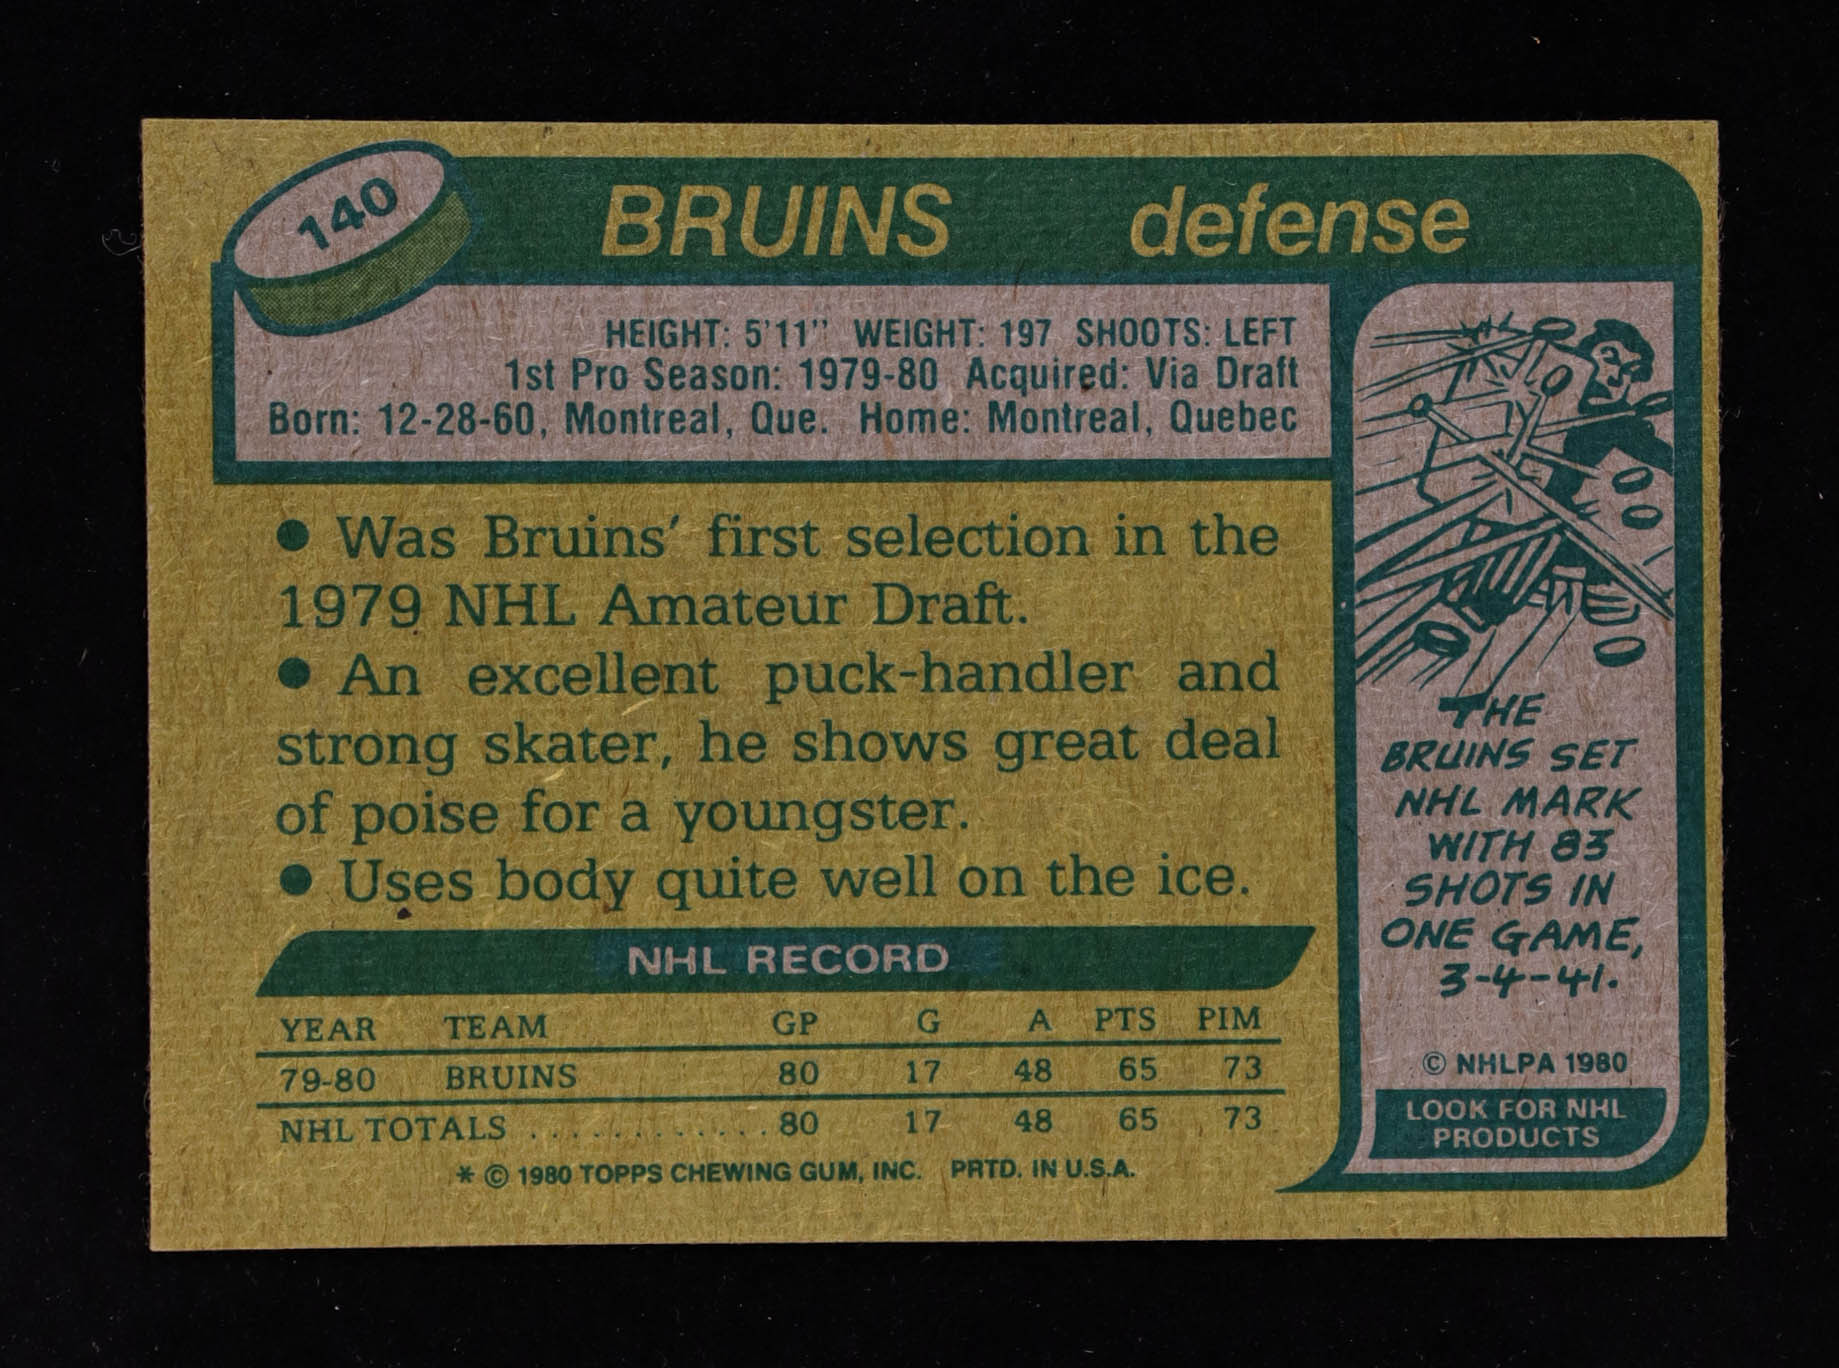 140
BRUINS defense
HEIGHT: 5'11" WEIGHT: 197 SHOOTS: LEFT
1st Pro Season: 1979-80 Acquired: Via Draft
Born: 12-28-60, Montreal, Que. Home: Montreal, Quebec
● Was Bruins' first selection in the
1979 NHL Amateur Draft.
● An excellent puck-handler and
strong skater, he shows great deal
of poise for a youngster.
● Uses body quite well on the ice.
NHL RECORD
YEAR TEAM GP G A PTS PIM
79-80 BRUINS 80 17 48 65 73
NHL TOTALS . . . . . . . . . . . . . 80 17 48 65 73
* © 1980 TOPPS CHEWING GUM, INC. PRTD. IN U.S.A.
THE
BRUINS SET
NHL MARK
WITH 83
SHOTS IN
ONE GAME,
3-4-41.
© NHLPA 1980
LOOK FOR NHL
PRODUCTS